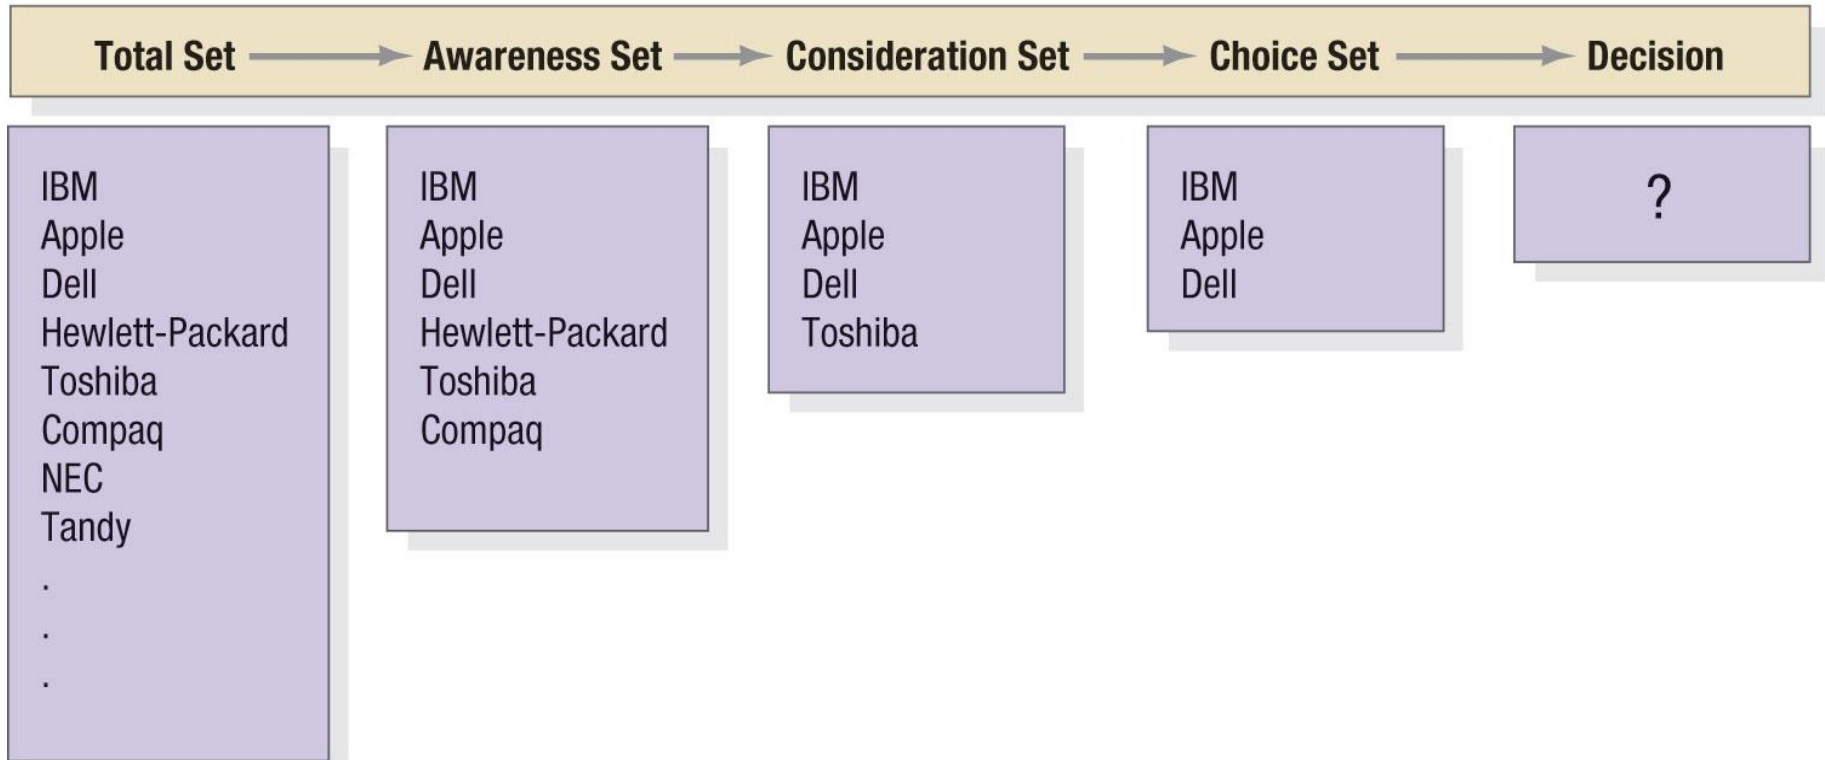 Total Set Awareness Set Consideration Set Choice Set Decision
IBM
Apple
Dell
Hewlett-Packard
Toshiba
Compaq
NEC
Tandy
.
.
.
IBM
Apple
Dell
Hewlett-Packard
Toshiba
Compaq
IBM
Apple
Dell
Toshiba
IBM
Apple
Dell
?